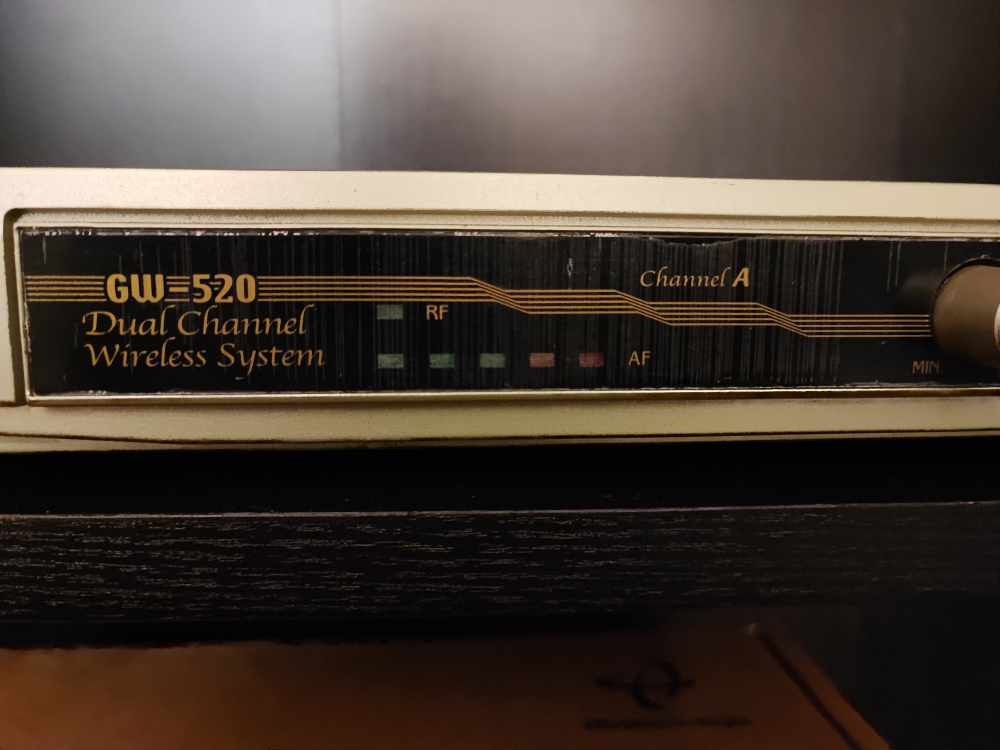 GW-520
Dual Channel
Wireless System
RF
AF
Channel A
MIN